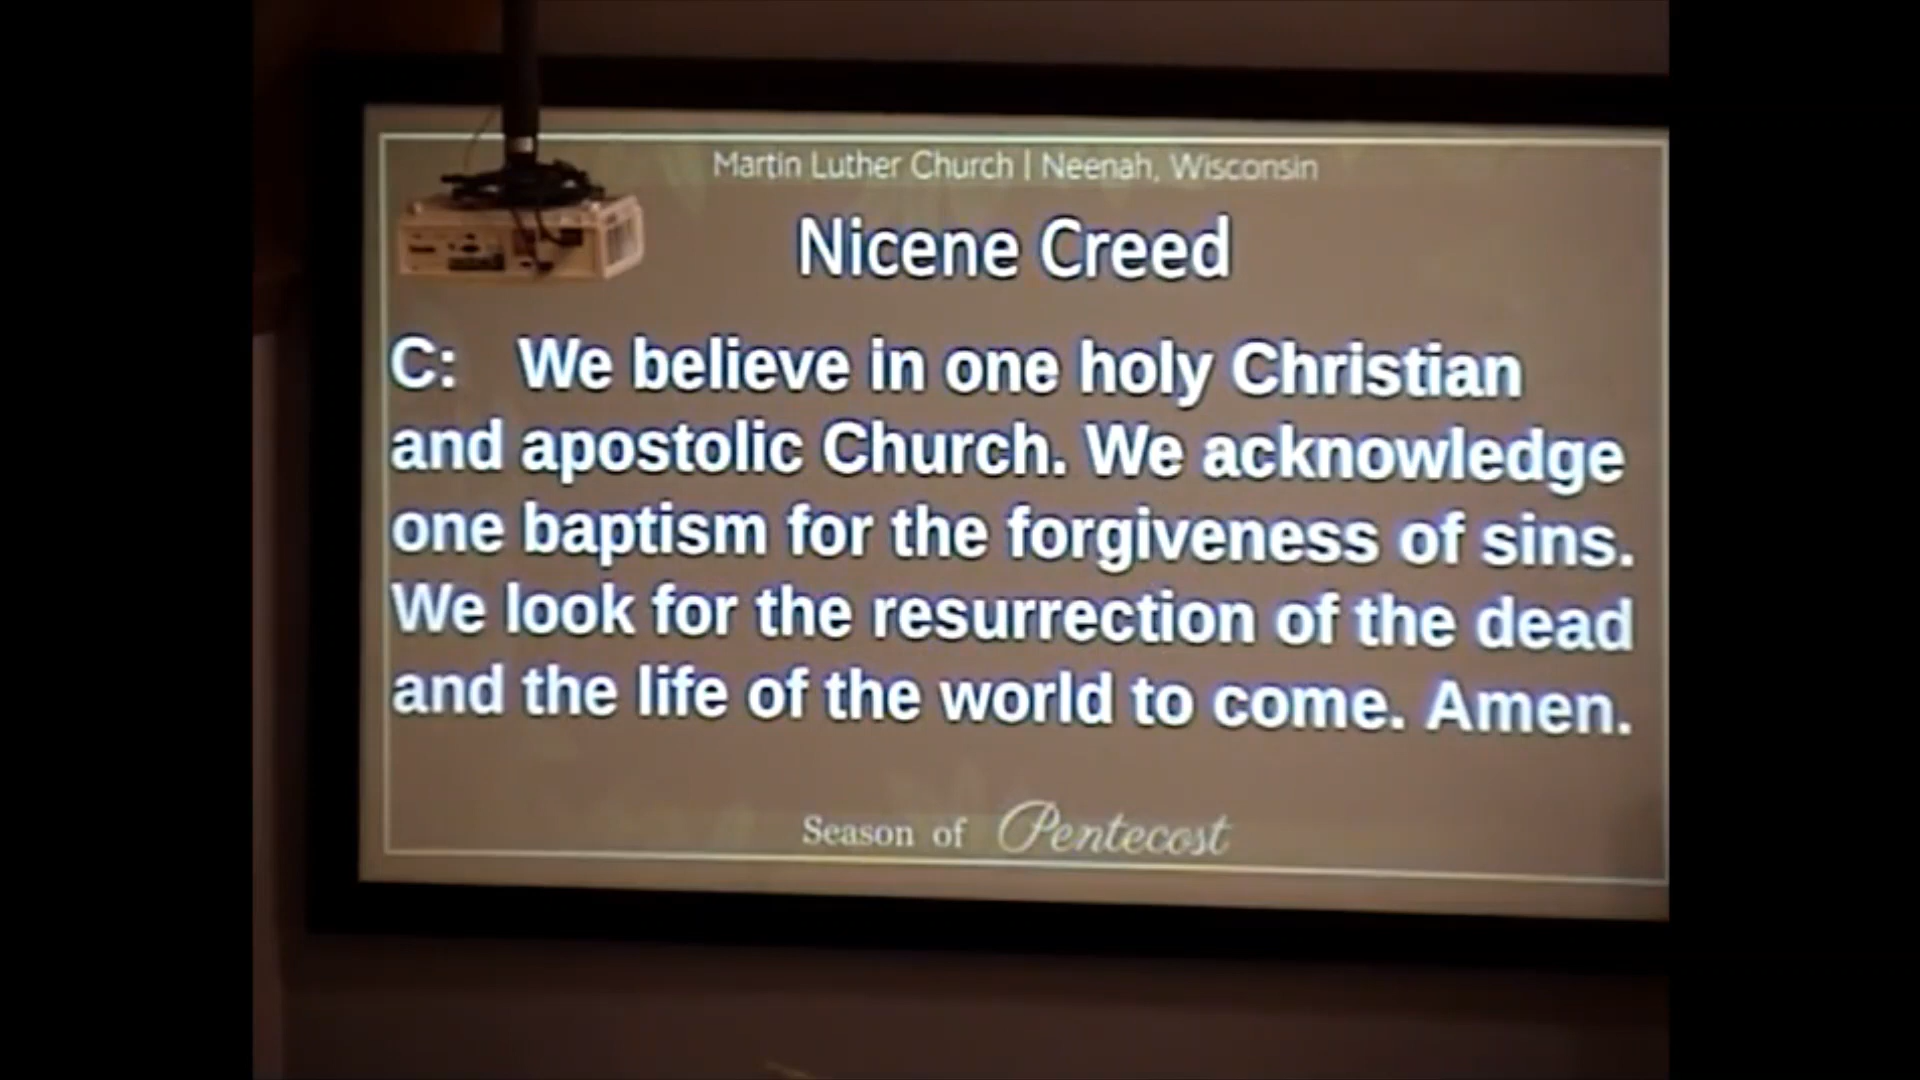 Martin Luther Church | Neenah, Wisconsin
Nicene Creed
C: We believe in one holy Christian
and apostolic Church. We acknowledge
one baptism for the forgiveness of sins.
We look for the resurrection of the dead
and the life of the world to come. Amen.
Season of Pentecost